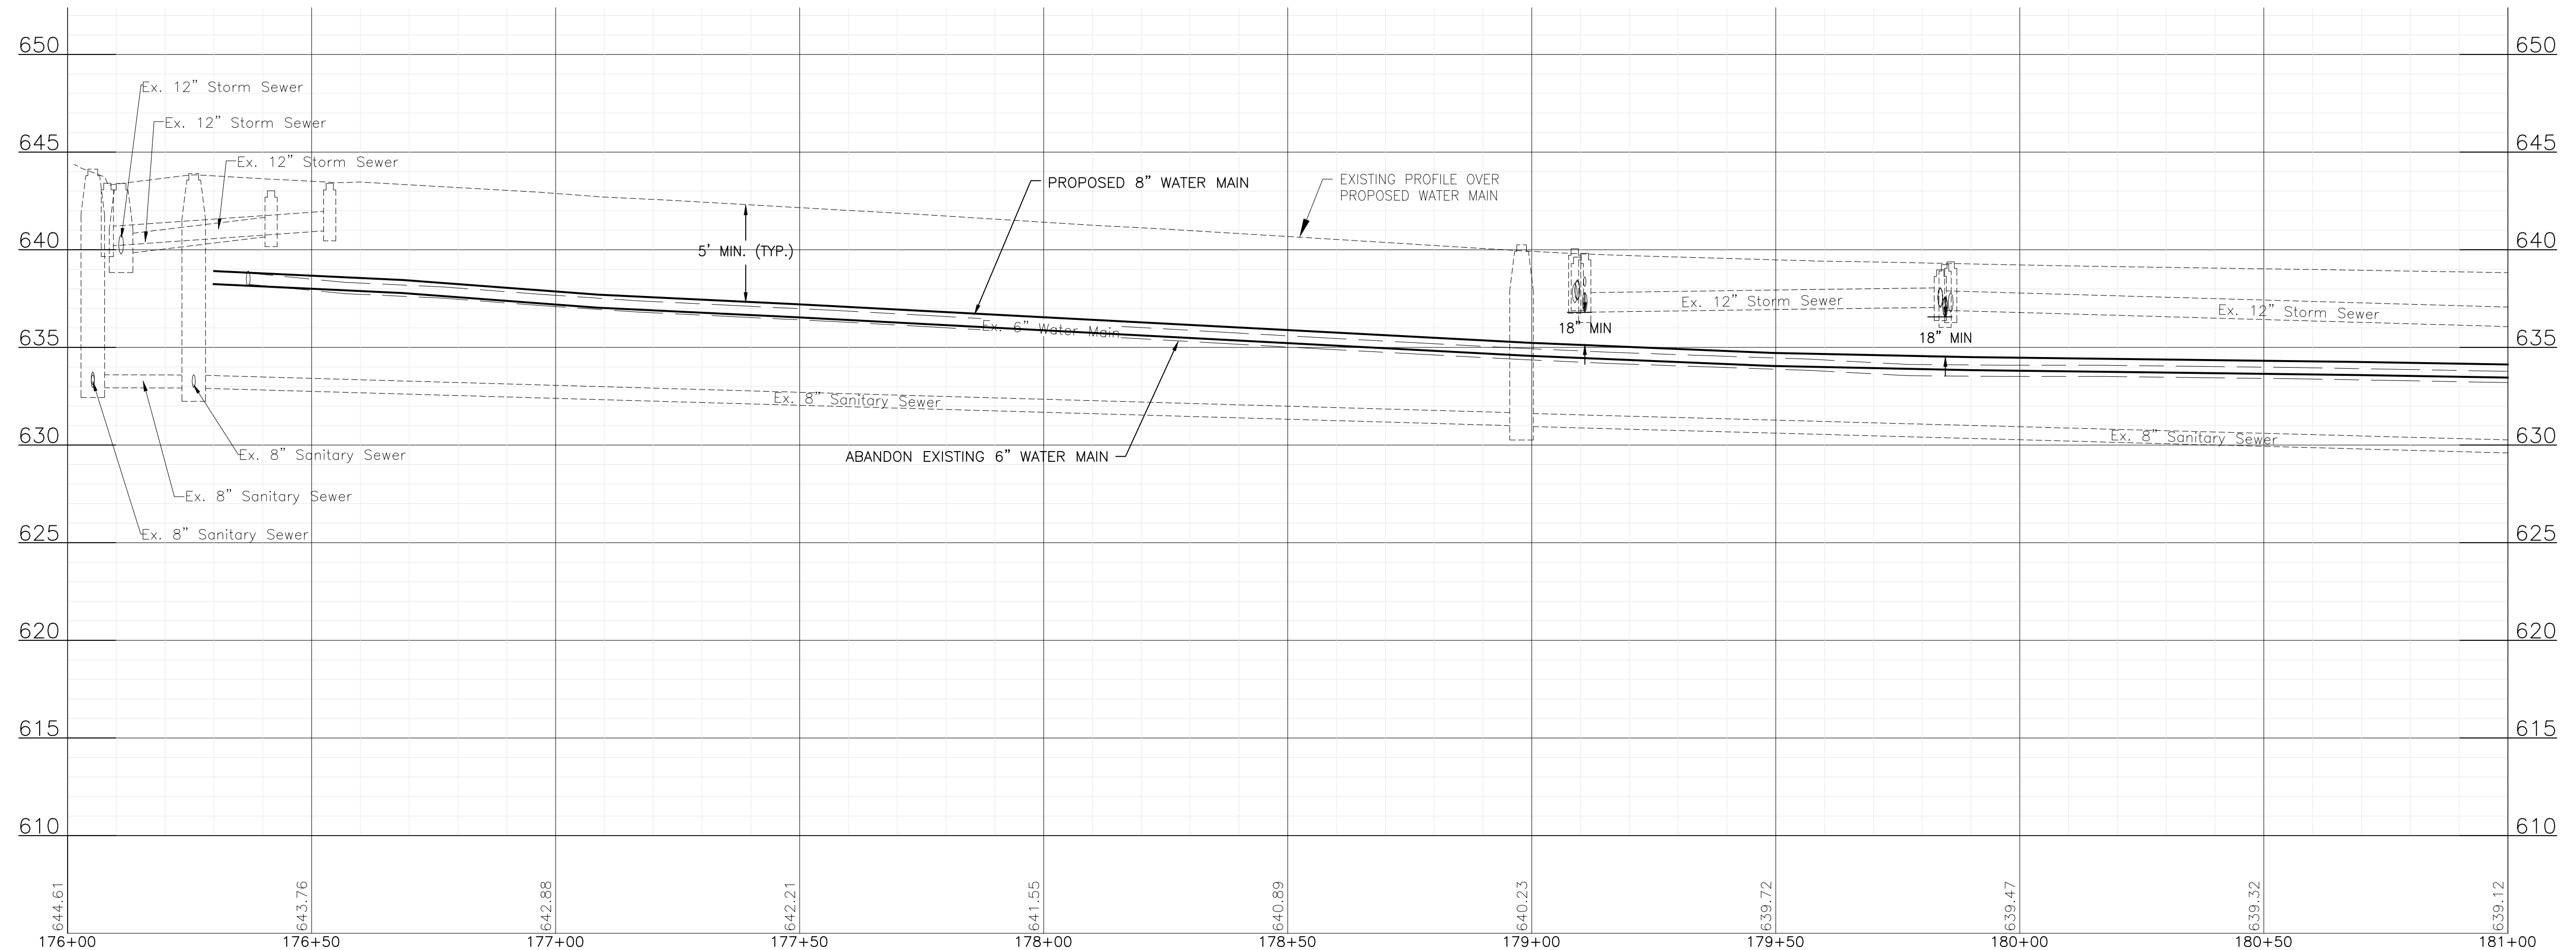 650 650
Ex. 12” Storm Sewer
Ex. 12” Storm Sewer
645 645
Ex. 12” Storm Sewer
PROPOSED 8” WATER MAIN
EXISTING PROFILE OVER
PROPOSED WATER MAIN
640 640
5’ MIN. (TYP.)
Ex. 12” Storm Sewer
Ex. 12” Storm Sewer
Ex. 6” Water Main
18” MIN
18” MIN
635 635
Ex. 8” Sanitary Sewer
Ex. 8” Sanitary Sewer
630 630
Ex. 8” Sanitary Sewer
ABANDON EXISTING 6” WATER MAIN
Ex. 8” Sanitary Sewer
Ex. 8” Sanitary Sewer
625 625
620 620
615 615
610 610
644.61 643.76 642.88 642.21 641.55 640.89 640.23 639.72 639.47 639.32 639.12
176+00 176+50 177+00 177+50 178+00 178+50 179+00 179+50 180+00 180+50 181+00